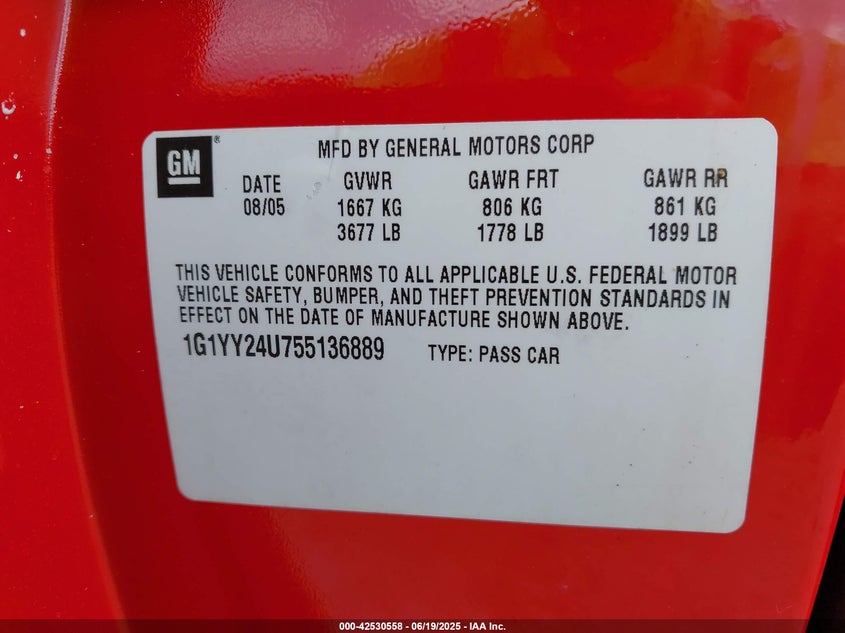 GM®
MFD BY GENERAL MOTORS CORP
DATE GVWR GAWR FRT GAWR RR
08/05 1667 KG 806 KG 861 KG
3677 LB 1778 LB 1899 LB
THIS VEHICLE CONFORMS TO ALL APPLICABLE U.S. FEDERAL MOTOR
VEHICLE SAFETY, BUMPER, AND THEFT PREVENTION STANDARDS IN
EFFECT ON THE DATE OF MANUFACTURE SHOWN ABOVE.
1G1YY24U755136889 TYPE: PASS CAR
000-42530558 - 06/19/2025 - IAA Inc.